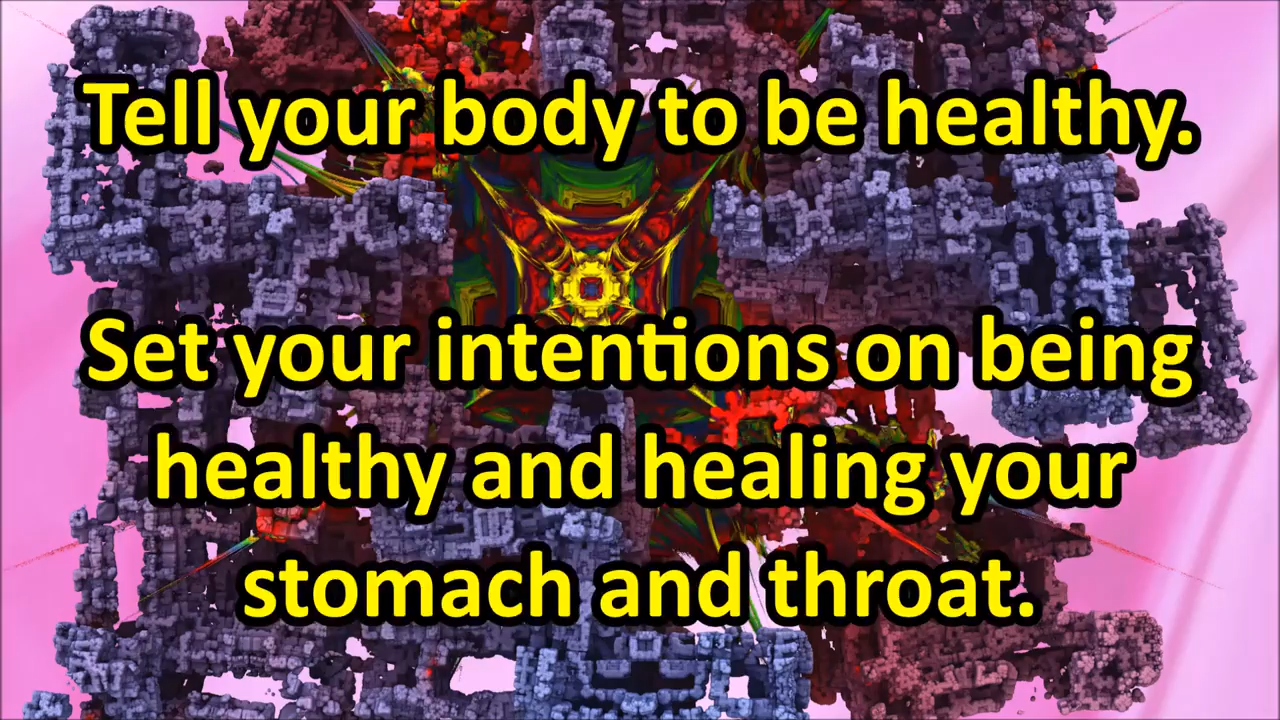 Tell your body to be healthy.
Set your intentions on being
healthy and healing your
stomach and throat.